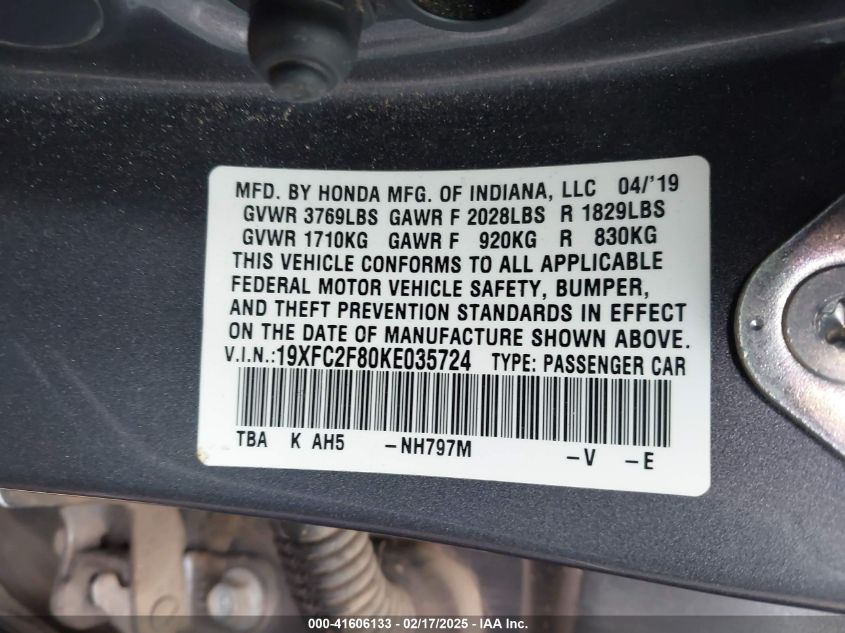 MFD. BY HONDA MFG. OF INDIANA, LLC 04/'19
GVWR 3769LBS GAWR F 2028LBS R 1829LBS
GVWR 1710KG GAWR F 920KG R 830KG
THIS VEHICLE CONFORMS TO ALL APPLICABLE
FEDERAL MOTOR VEHICLE SAFETY, BUMPER,
AND THEFT PREVENTION STANDARDS IN EFFECT
ON THE DATE OF MANUFACTURE SHOWN ABOVE.
V.I.N.:19XFC2F80KE035724 TYPE: PASSENGER CAR
TBA K AH5 -NH797M -V -E
000-41606133 - 02/17/2025 - IAA Inc.